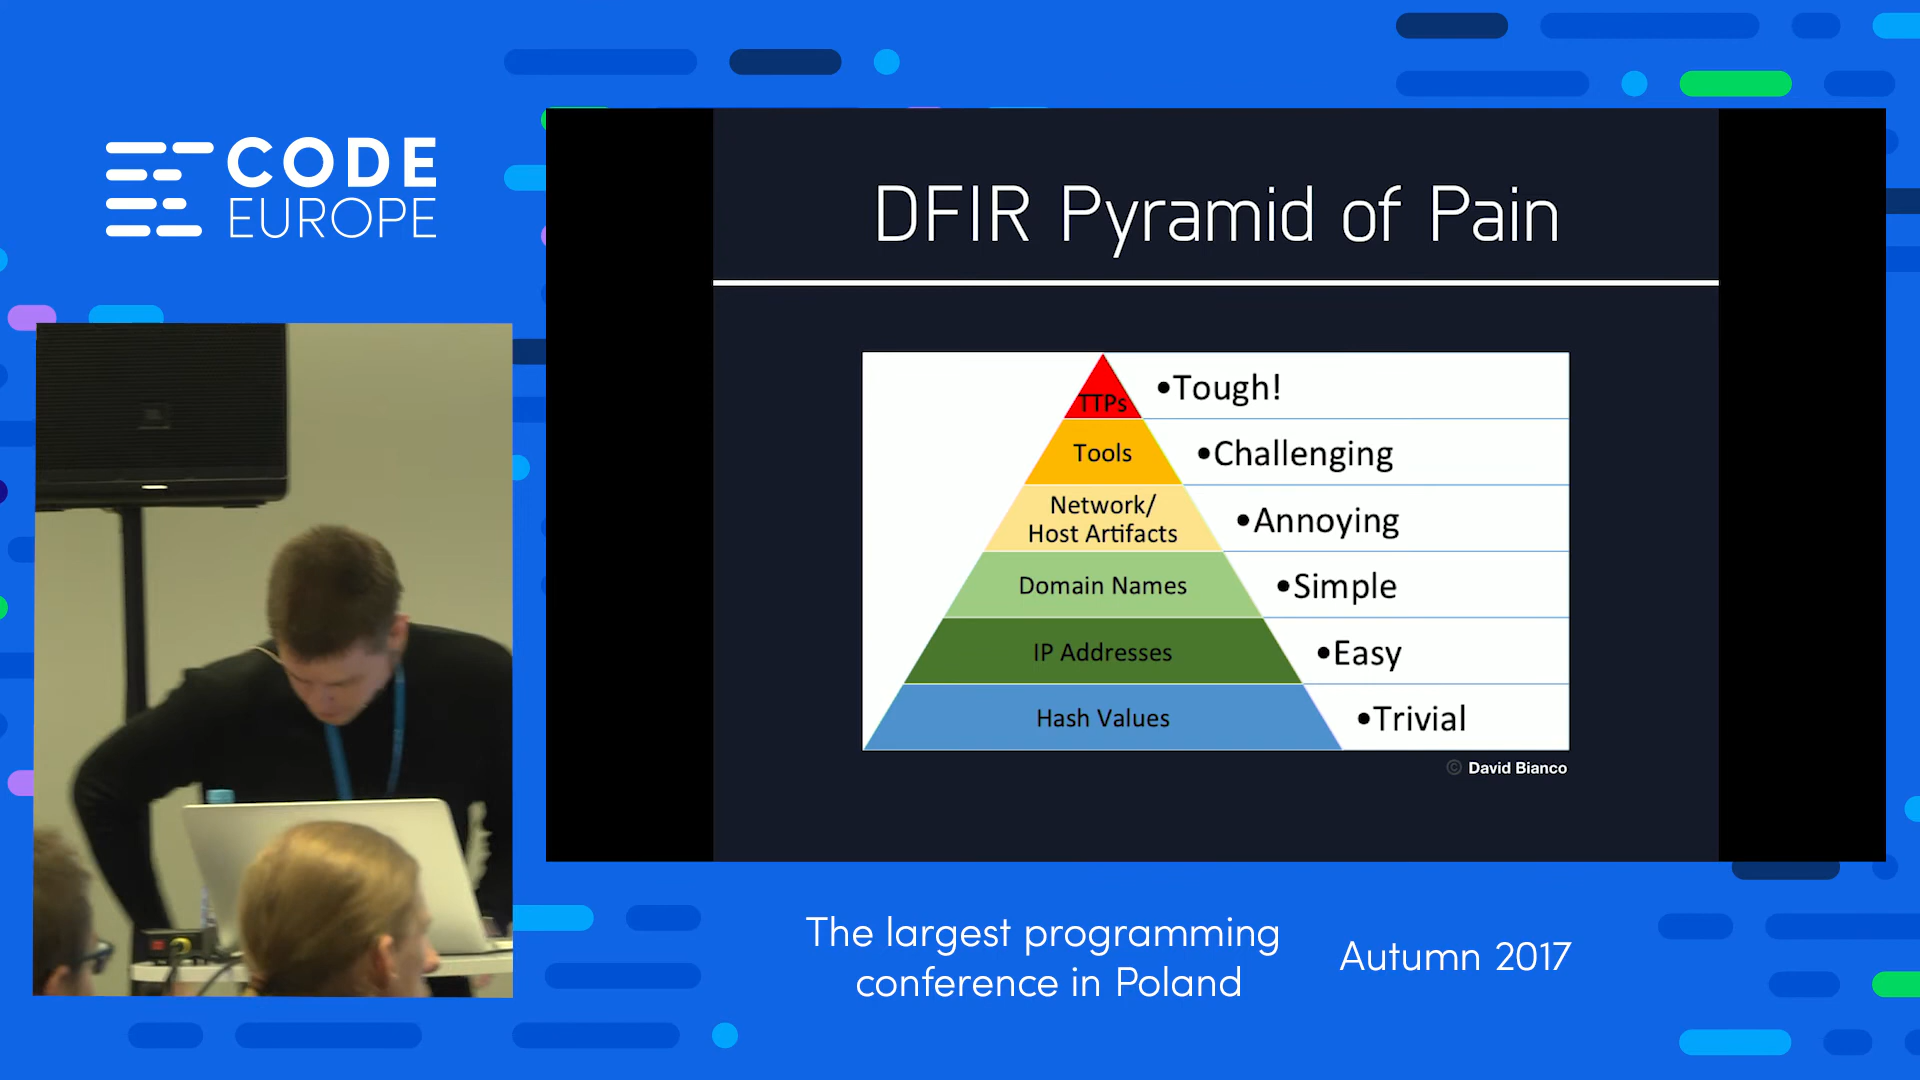 CODE
EUROPE
DFIR Pyramid of Pain
TTPs
•Tough!
Tools
•Challenging
Network/
Host Artifacts
•Annoying
Domain Names
•Simple
IP Addresses
•Easy
Hash Values
•Trivial
© David Bianco
The largest programming
conference in Poland
Autumn 2017